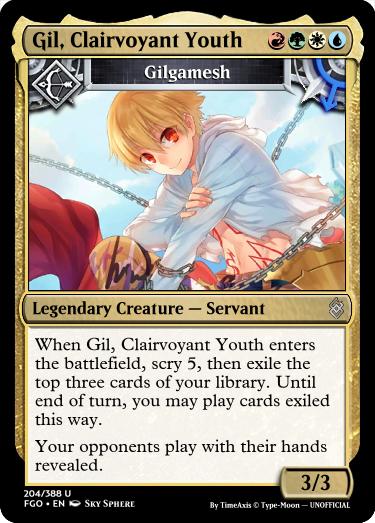 Gil, Clairvoyant Youth
Gilgamesh
Legendary Creature — Servant
When Gil, Clairvoyant Youth enters
the battlefield, scry 5, then exile the
top three cards of your library. Until
end of turn, you may play cards exiled
this way.
Your opponents play with their hands
revealed.
3/3
204/388 U
FGO • EN Sky Sphere
By TimeAxis © Type-Moon — UNOFFICIAL